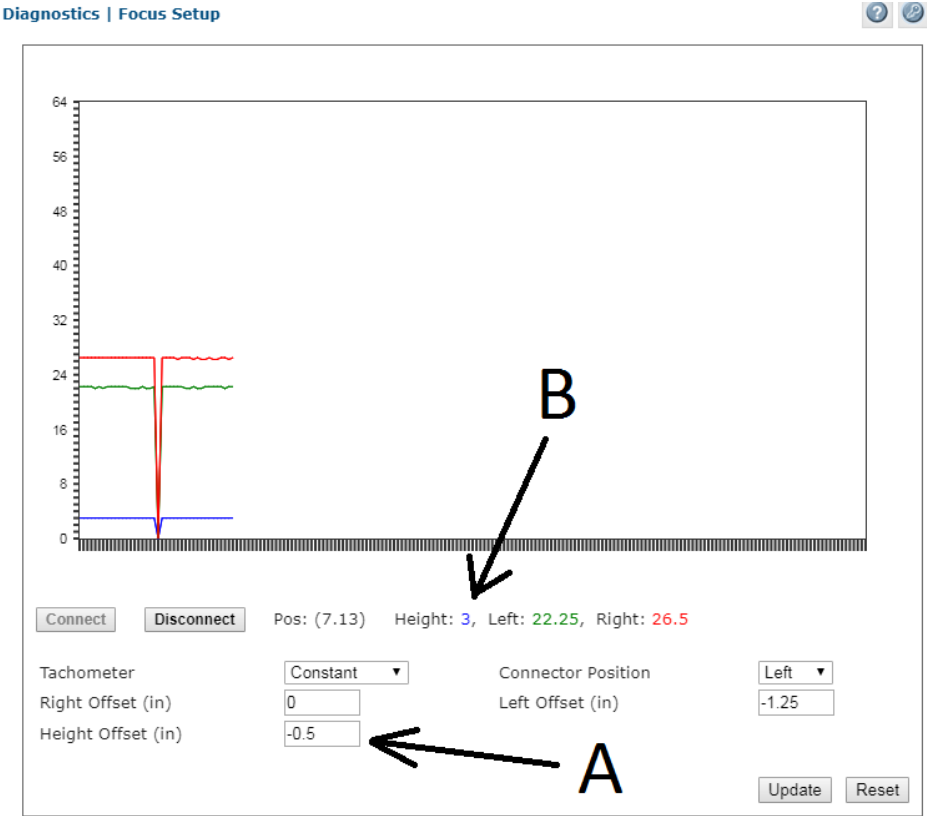 Diagnostics | Focus Setup
64
56
48
40
32
24
16
8
0
B
Connect Disconnect Pos: (7.13) Height: 3, Left: 22.25, Right: 26.5
Tachometer Constant Connector Position Left
Right Offset (in) 0 Left Offset (in) -1.25
Height Offset (in) -0.5
A
Update Reset